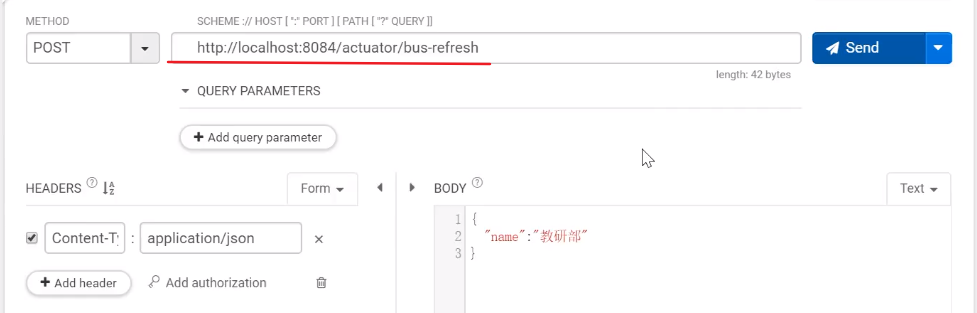 METHOD
SCHEME :// HOST [ ":" PORT ] [ PATH [ "?" QUERY ]]
POST
http://localhost:8084/actuator/bus-refresh
Send
length: 42 bytes
QUERY PARAMETERS
+ Add query parameter
HEADERS ? A Z
Form
BODY ?
Text
Content-Ty : application/json ×
+ Add header
Add authorization
1 {
2 "name":"教研部"
3 }